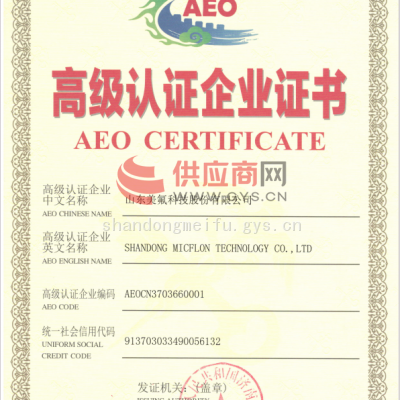 AEO
高级认证企业证书
AEO CERTIFICATE
供应商网
WWW.GYS.CN
高级认证企业
中文名称
山东美氟科技股份有限公司
AEO CHINESE NAME
shandongmeifu.gys.cn
高级认证企业
英文名称
SHANDONG MICFLON TECHNOLOGY CO.,LTD
AEO ENGLISH NAME
高级认证企业编码
AEOCN3703660001
AEO CODE
统一社会信用代码
913703033490056132
UNIFORM SOCIAL
CREDIT CODE
发证机关：（盖章）